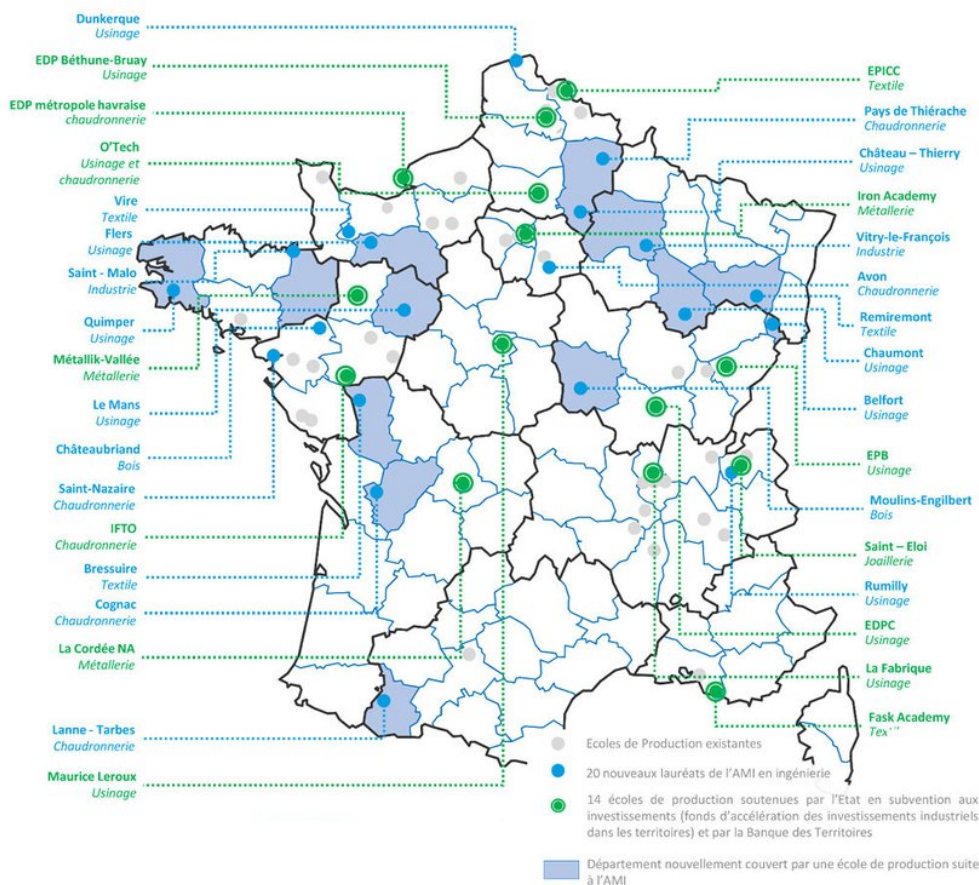 Dunkerque
Usinage
EDP Béthune-Bruay
Usinage
EDP métropole havraise
chaudronnerie
O'Tech
Usinage et
chaudronnerie
Vire
Textile
Flers
Usinage
Saint - Malo
Industrie
Quimper
Usinage
Métallik-Vallée
Métallerie
Le Mans
Usinage
Châteaubriand
Bois
Saint-Nazaire
Chaudronnerie
IFTO
Chaudronnerie
Bressuire
Textile
Cognac
Chaudronnerie
La Cordée NA
Métallerie
Lanne - Tarbes
Chaudronnerie
Maurice Leroux
Usinage
EPICC
Textile
Pays de Thiérache
Chaudronnerie
Château – Thierry
Usinage
Iron Academy
Métallerie
Vitry-le-François
Industrie
Avon
Chaudronnerie
Remiremont
Textile
Chaumont
Usinage
Belfort
Usinage
EPB
Usinage
Moulins-Engilbert
Bois
Saint – Eloi
Joaillerie
Rumilly
Usinage
EDPC
Usinage
La Fabrique
Usinage
Fask Academy
Ecoles de Production existantes
20 nouveaux lauréats de l'AMI en ingénierie
14 écoles de production soutenues par l'Etat en subvention aux
investissements (fonds d'accélération des investissements industriels
dans les territoires) et par la Banque des Territoires
Département nouvellement couvert par une école de production suite
à l'AMI